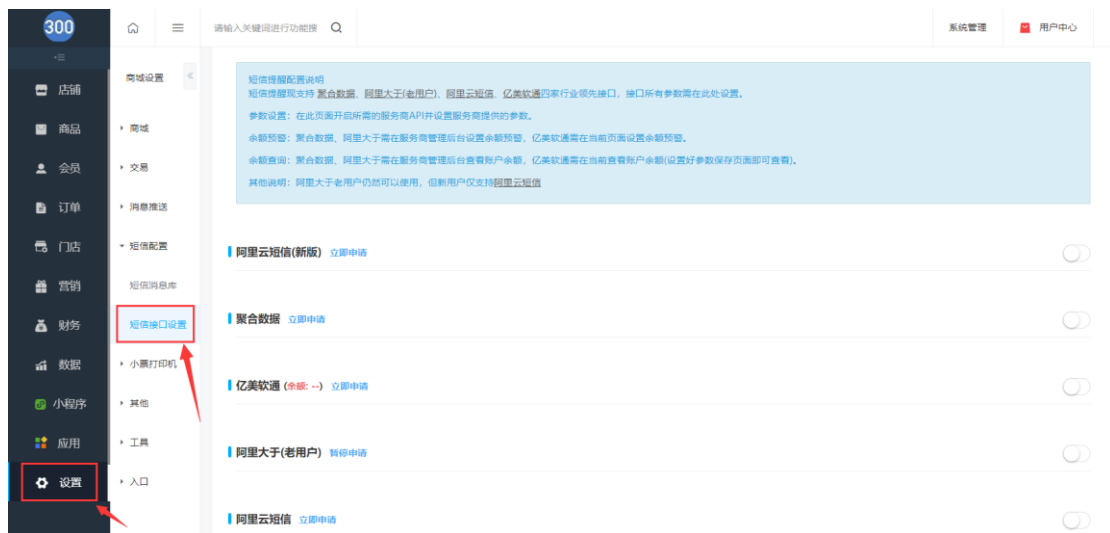 300
请输入关键词进行功能搜
系统管理
用户中心
店铺
商品
会员
订单
门店
营销
财务
数据
小程序
应用
设置
商城设置
商城
交易
消息推送
短信配置
短信消息库
短信接口设置
小票打印机
其他
工具
入口
短信提醒配置说明
短信提醒现支持 聚合数据、阿里大于(老用户)、阿里云短信、亿美软通四家行业领先接口，接口所有参数需在此处设置。
参数设置：在此页面开启所需的服务商API并设置服务商提供的参数。
余额预警：聚合数据、阿里大于需在服务商管理后台设置余额预警，亿美软通需在当前页面设置余额预警。
余额查询：聚合数据、阿里大于需在服务商管理后台查看账户余额，亿美软通需在当前查看账户余额(设置好参数保存页面即可查看)。
其他说明：阿里大于老用户仍然可以使用，但新用户仅支持阿里云短信
阿里云短信(新版) 立即申请
聚合数据 立即申请
亿美软通 (余额: --) 立即申请
阿里大于(老用户) 暂停申请
阿里云短信 立即申请